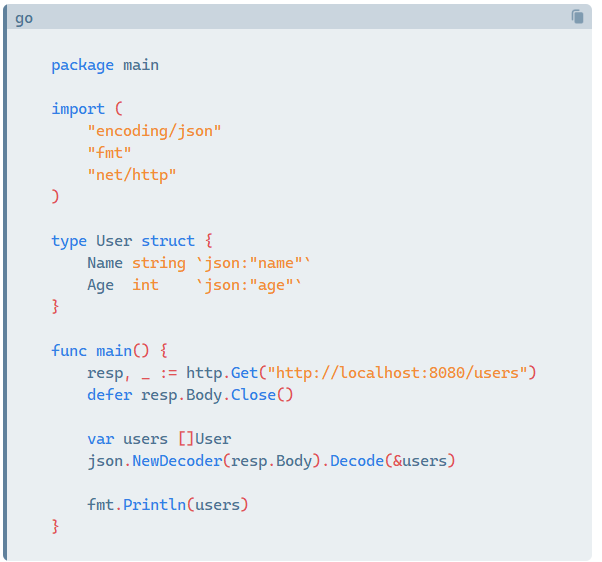 go
package main
import (
    "encoding/json"
    "fmt"
    "net/http"
)
type User struct {
    Name string `json:"name"`
    Age  int    `json:"age"`
}
func main() {
    resp, _ := http.Get("http://localhost:8080/users")
    defer resp.Body.Close()
    var users []User
    json.NewDecoder(resp.Body).Decode(&users)
    fmt.Println(users)
}